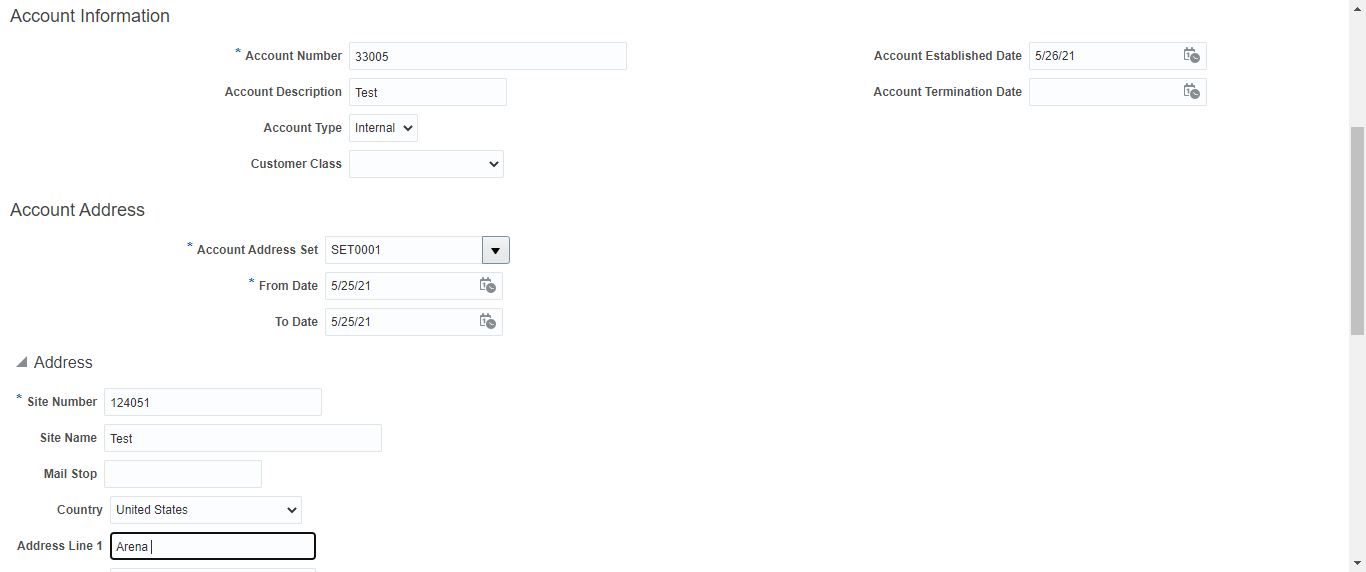 Account Information
* Account Number 33005
Account Established Date 5/26/21
Account Description Test
Account Termination Date
Account Type Internal
Customer Class
Account Address
* Account Address Set SET0001
* From Date 5/25/21
To Date 5/25/21
Address
* Site Number 124051
Site Name Test
Mail Stop
Country United States
Address Line 1 Arena